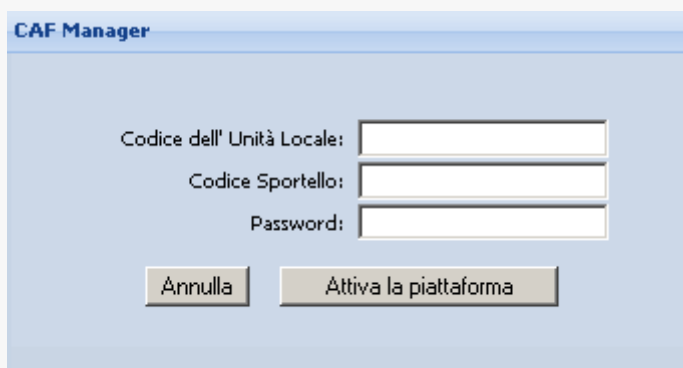 CAF Manager
Codice dell' Unità Locale:
Codice Sportello:
Password:
Annulla Attiva la piattaforma